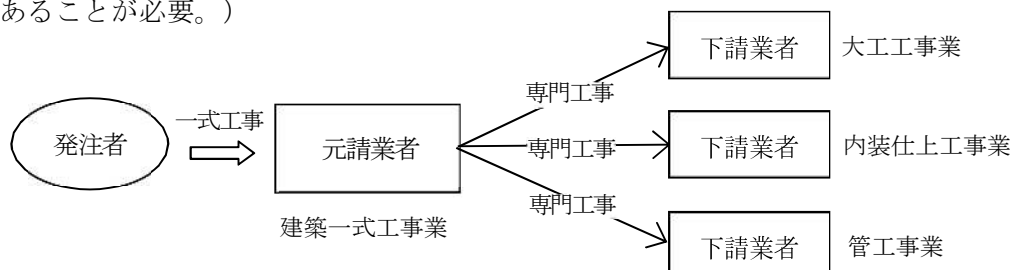 あることが必要。）
下請業者 大工工事業
専門工事
一式工事
発注者 元請業者 専門工事 下請業者 内装仕上工事業
専門工事
建築一式工事業
下請業者 管工事業